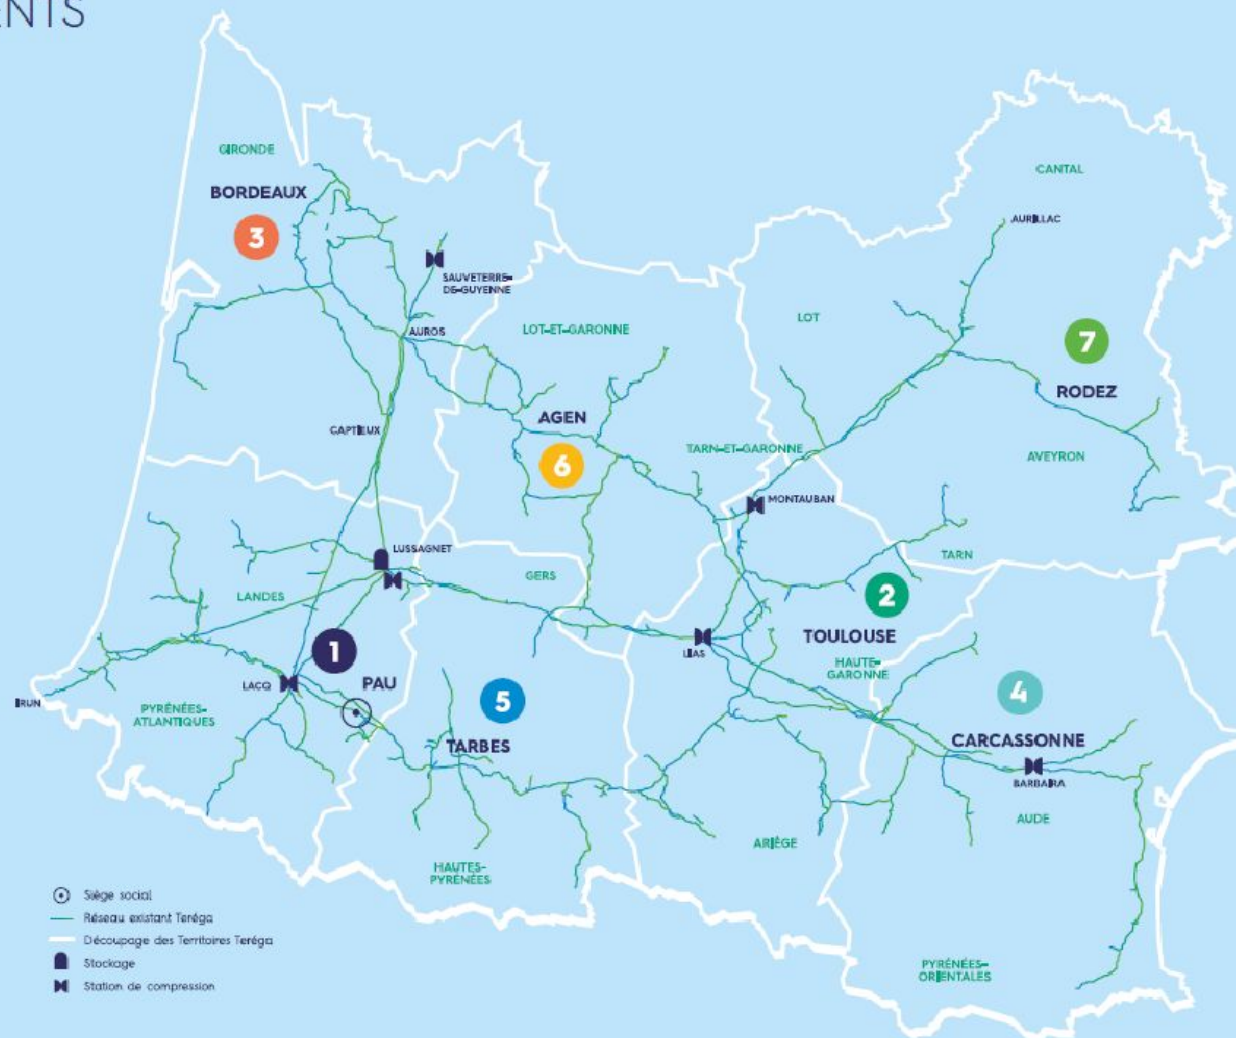 ENTS
GIRONDE
BORDEAUX
3
SAUVETERRE-
DE-GUYENNE
AUROS
LOT-ET-GARONNE
CAPTIEUX
AGEN
6
CANTAL
AURILLAC
LOT
7
RODEZ
TARN-ET-GARONNE
AVEYRON
MONTAUBAN
LUSSAGNET
GERS
TARN
LANDES
2
TOULOUSE
1
LIAS
HAUTE-
GARONNE
LACQ
PAU
IRUN
PYRÉNÉES-
ATLANTIQUES
5
TARBES
4
CARCASSONNE
BARBAIRA
AUDE
ARIÈGE
HAUTES-
PYRÉNÉES
PYRÉNÉES-
ORIENTALES
Siège social
Réseau existant Teréga
Découpage des Territoires Teréga
Stockage
Station de compression